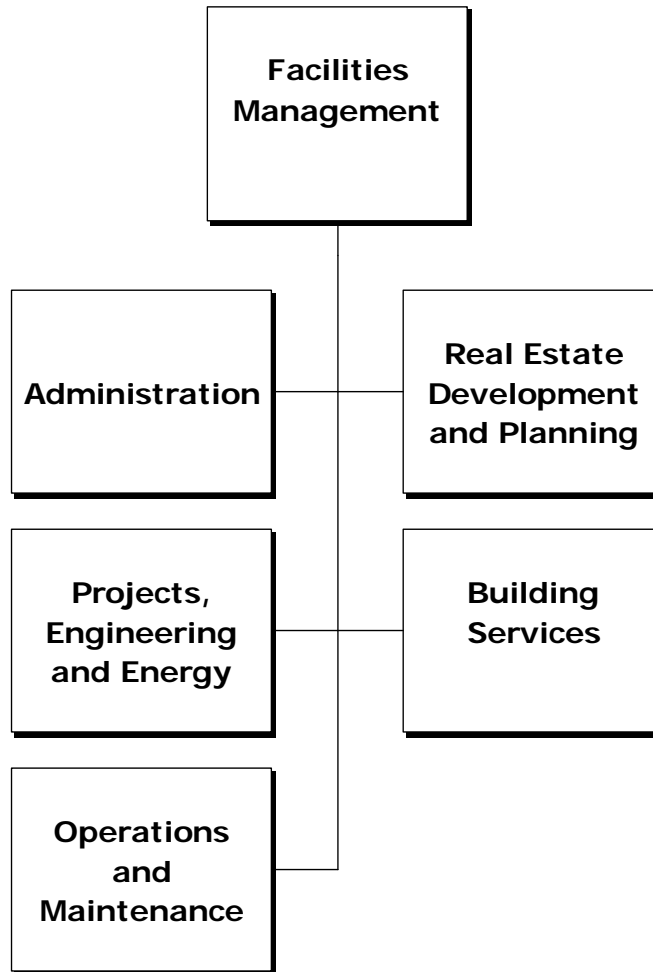 Facilities
Management
Administration
Real Estate
Development
and Planning
Projects,
Engineering
and Energy
Building
Services
Operations
and
Maintenance